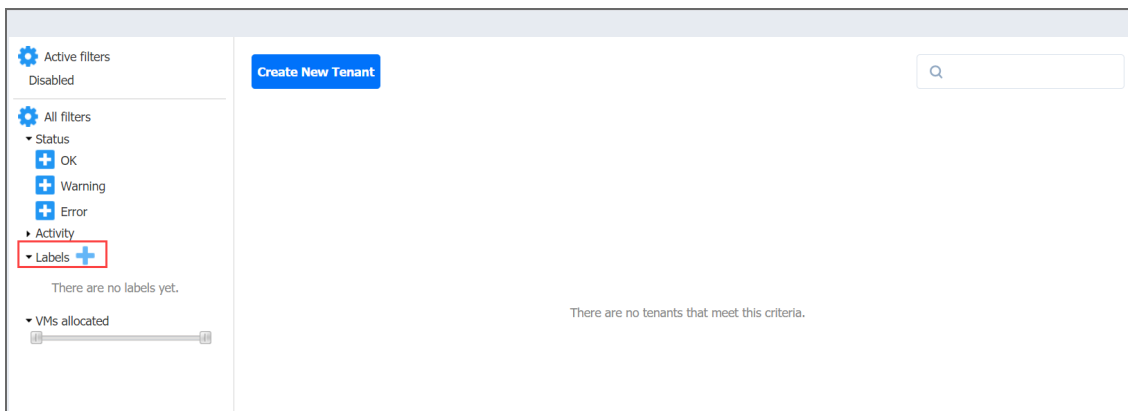 Active filters
Disabled
All filters
Status
OK
Warning
Error
Activity
Labels
There are no labels yet.
VMs allocated
Create New Tenant
There are no tenants that meet this criteria.